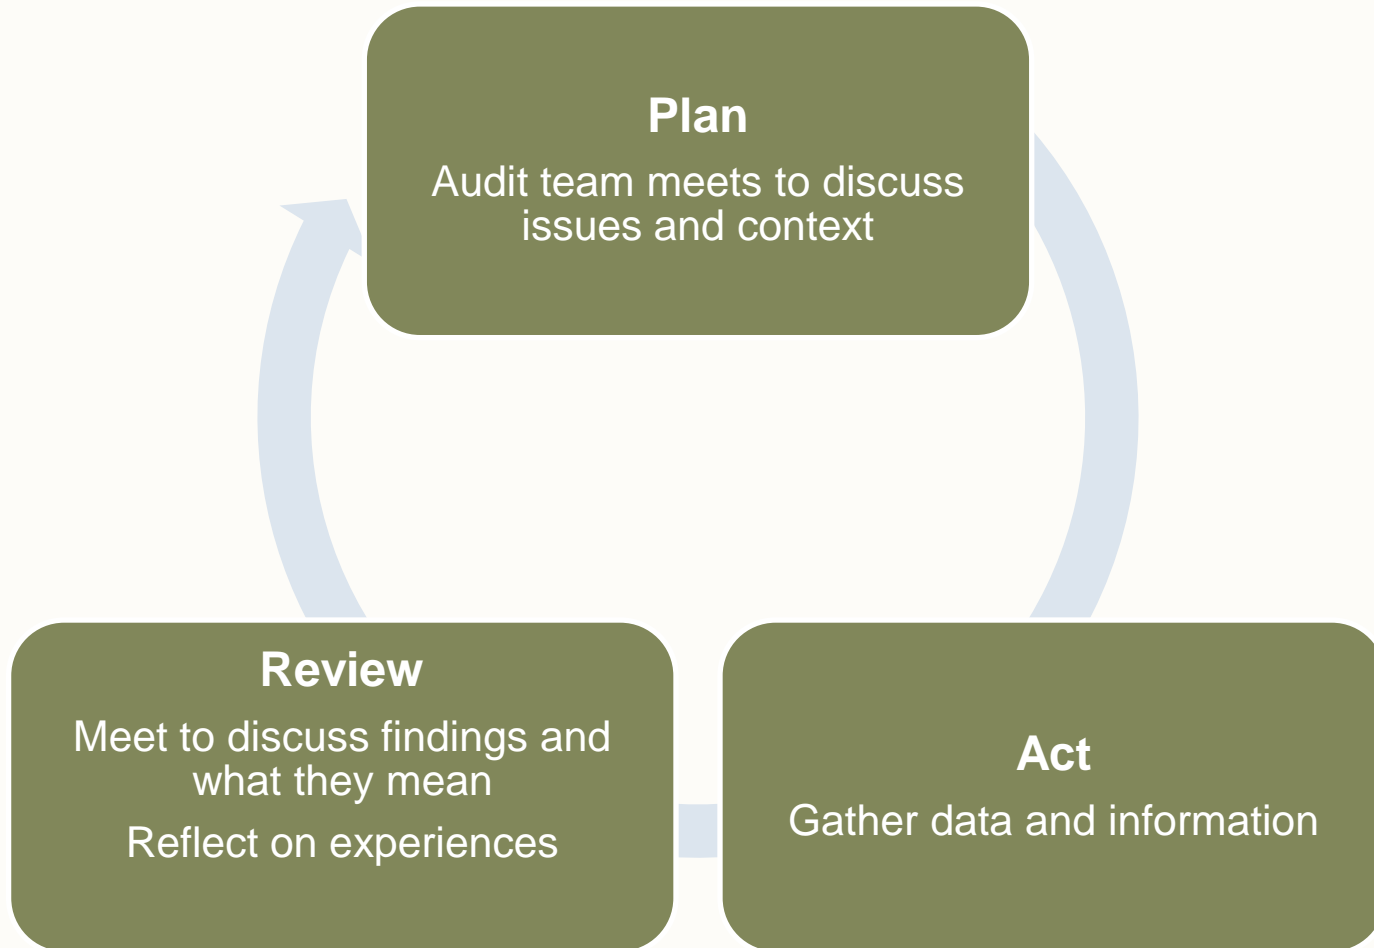 Plan
Audit team meets to discuss
issues and context
Review
Meet to discuss findings and
what they mean
Reflect on experiences
Act
Gather data and information